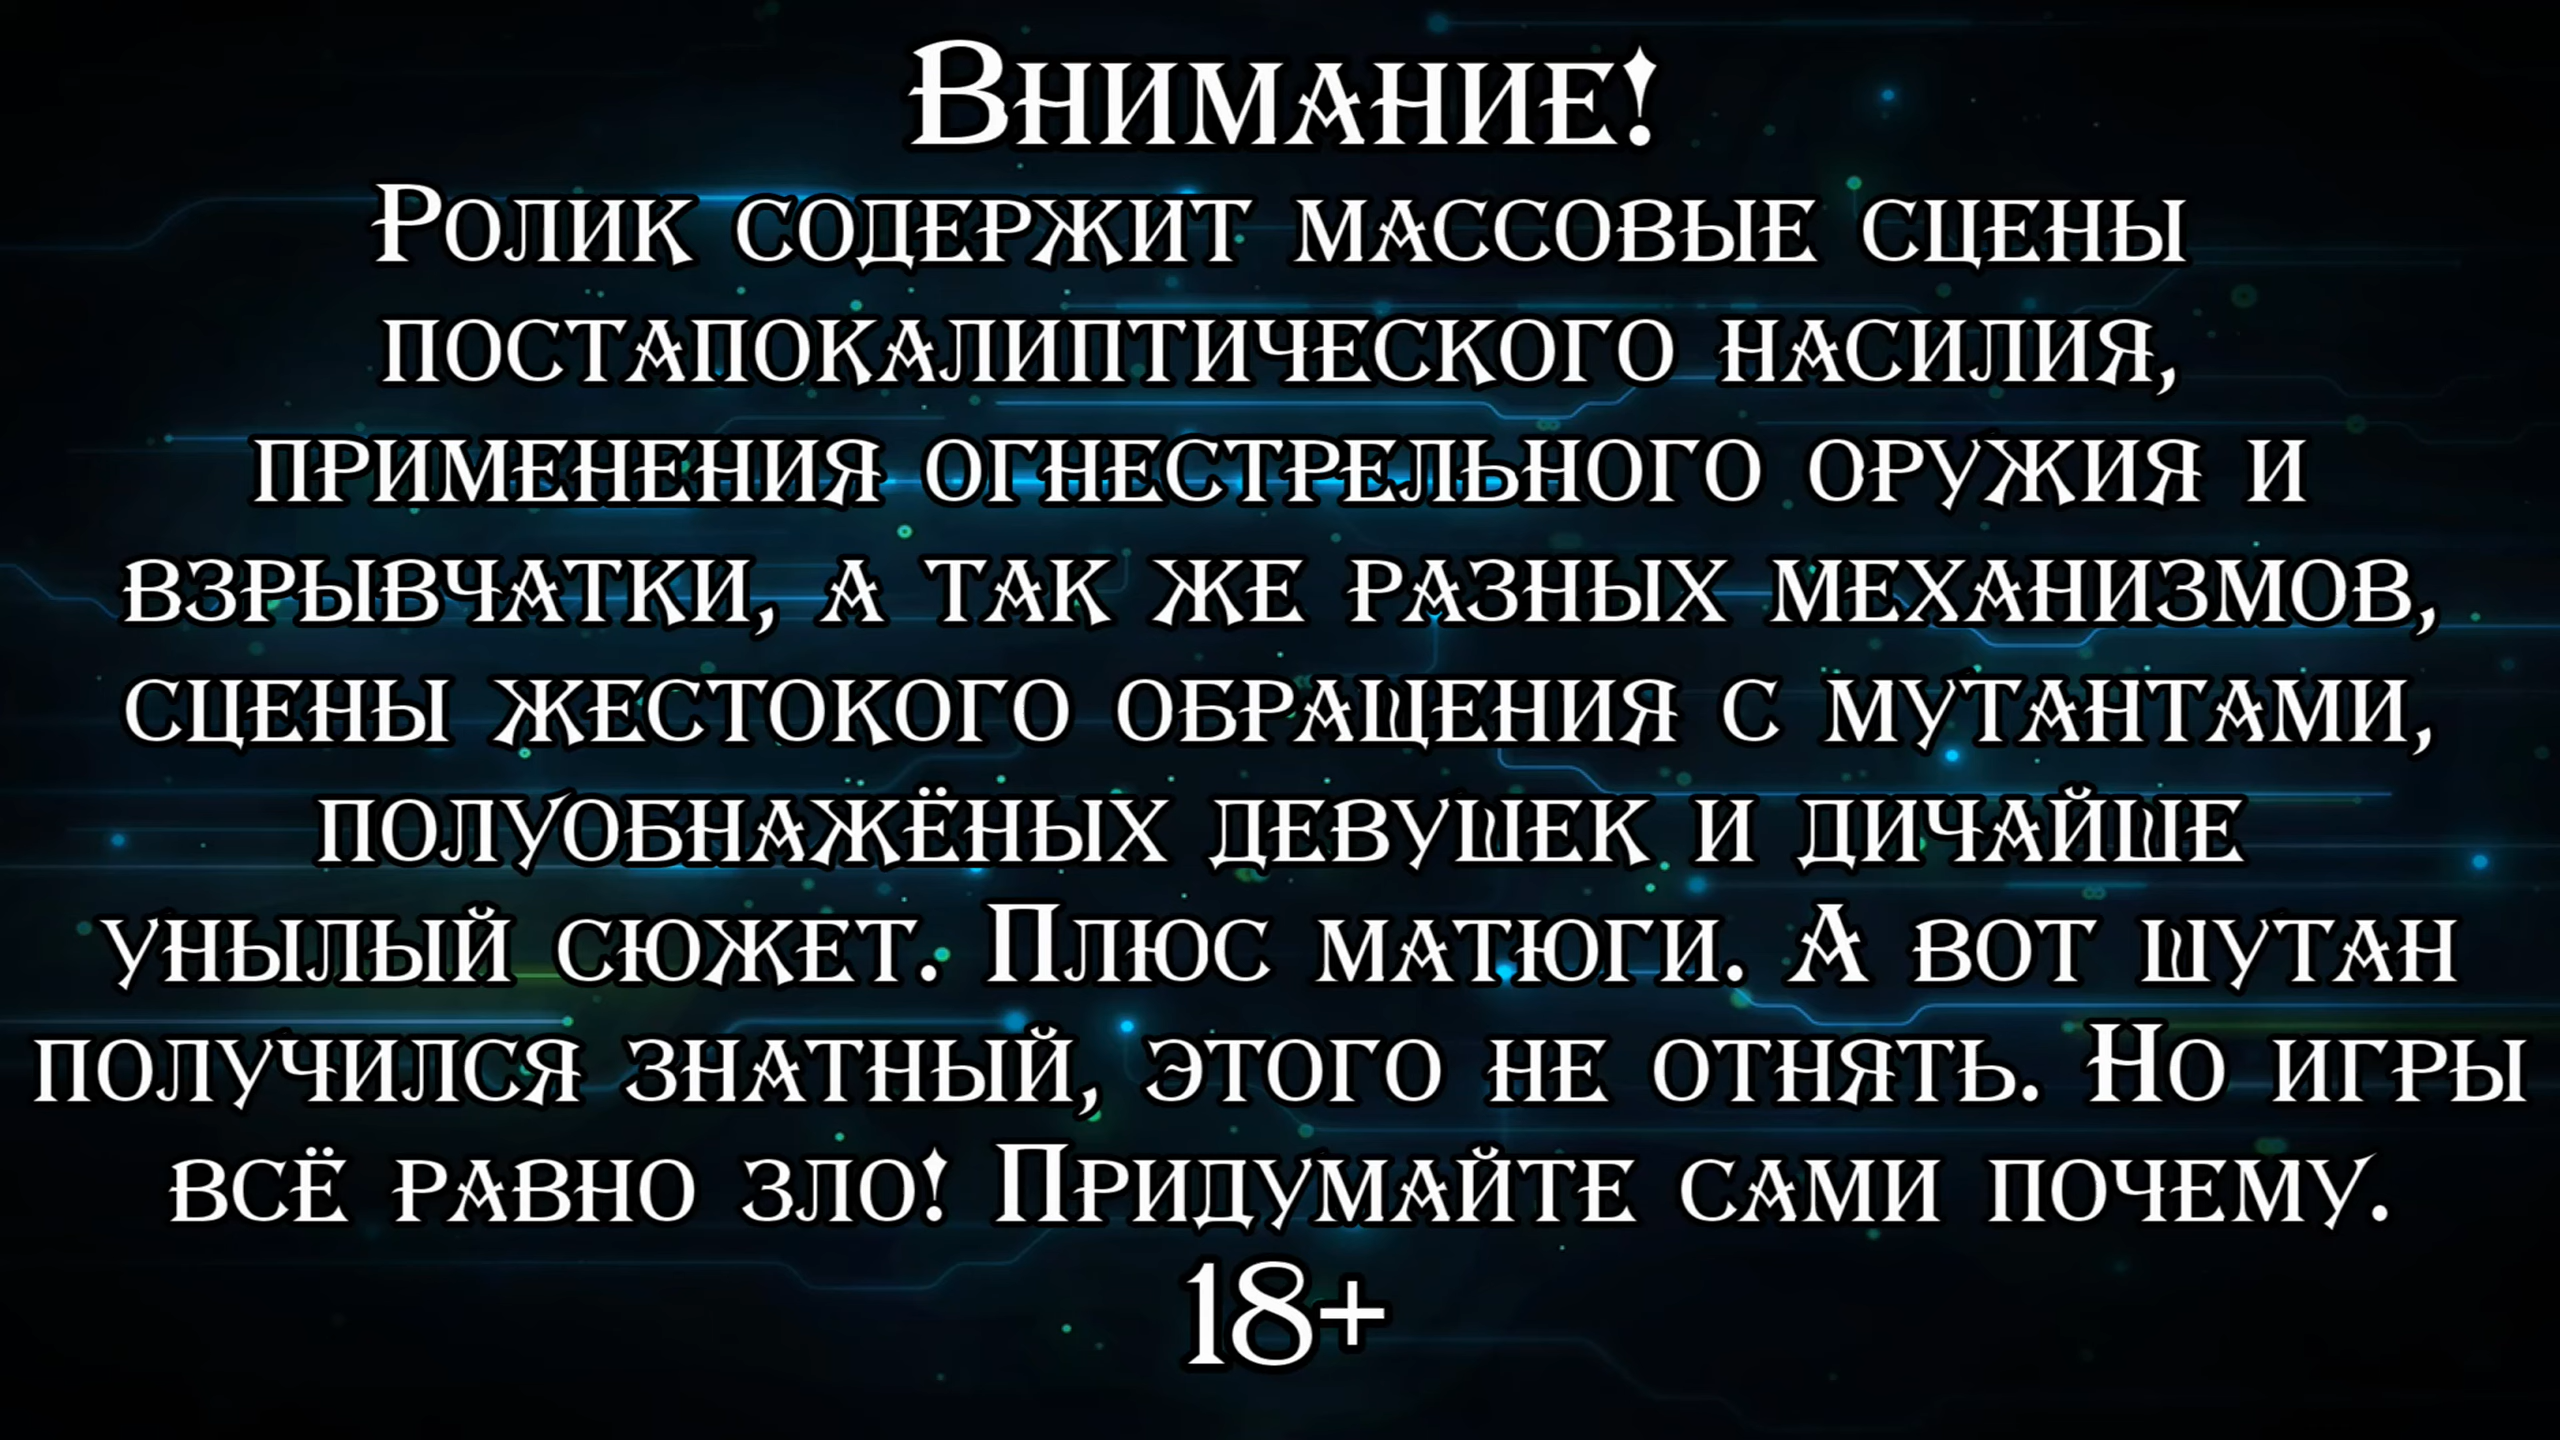 Внимание!
Ролик содержит массовые сцены
постапокалиптического насилия,
применения огнестрельного оружия и
взрывчатки, а так же разных механизмов,
сцены жестокого обращения с мутантами,
полуобнажёных девушек и дичайше
унылый сюжет. Плюс матюги. А вот шутан
получился знатный, этого не отнять. Но игры
всё равно зло! Придумайте сами почему.
18+